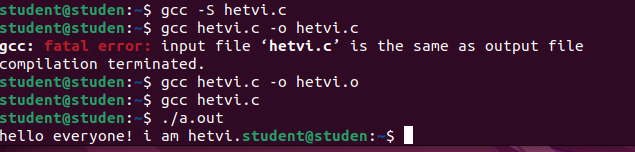 student@studen:~$ gcc -S hetvi.c
student@studen:~$ gcc hetvi.c -o hetvi.c
gcc: fatal error: input file ‘hetvi.c’ is the same as output file
compilation terminated.
student@studen:~$ gcc hetvi.c -o hetvi.o
student@studen:~$ gcc hetvi.c
student@studen:~$ ./a.out
hello everyone! i am hetvi.student@studen:~$